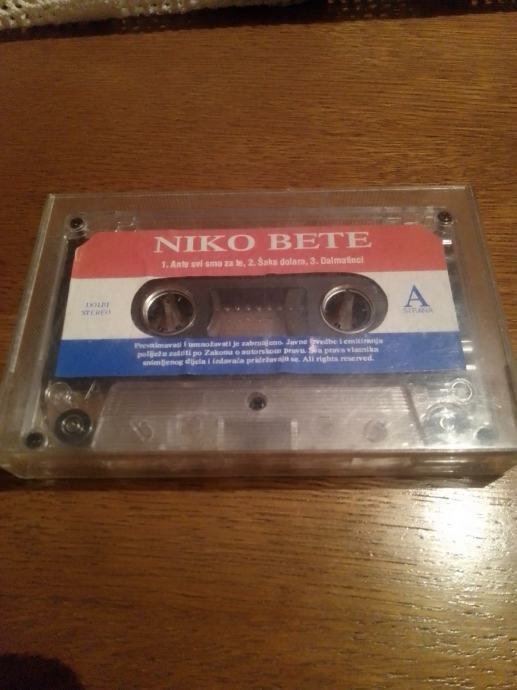 NIKO BETE
1. Ante svi smo za te, 2. Šaka dolara, 3. Dalmatinci
DOLBI
STEREO
A
STRANA
Presnimavati i umnožavati je zabranjeno. Javne izvedbe i emitiranja
podliježu zaštiti po Zakonu o autorskom pravu. Sva prava vlasnika
snimljenog dijela i izdavača pridržavaju se. All rights reserved.